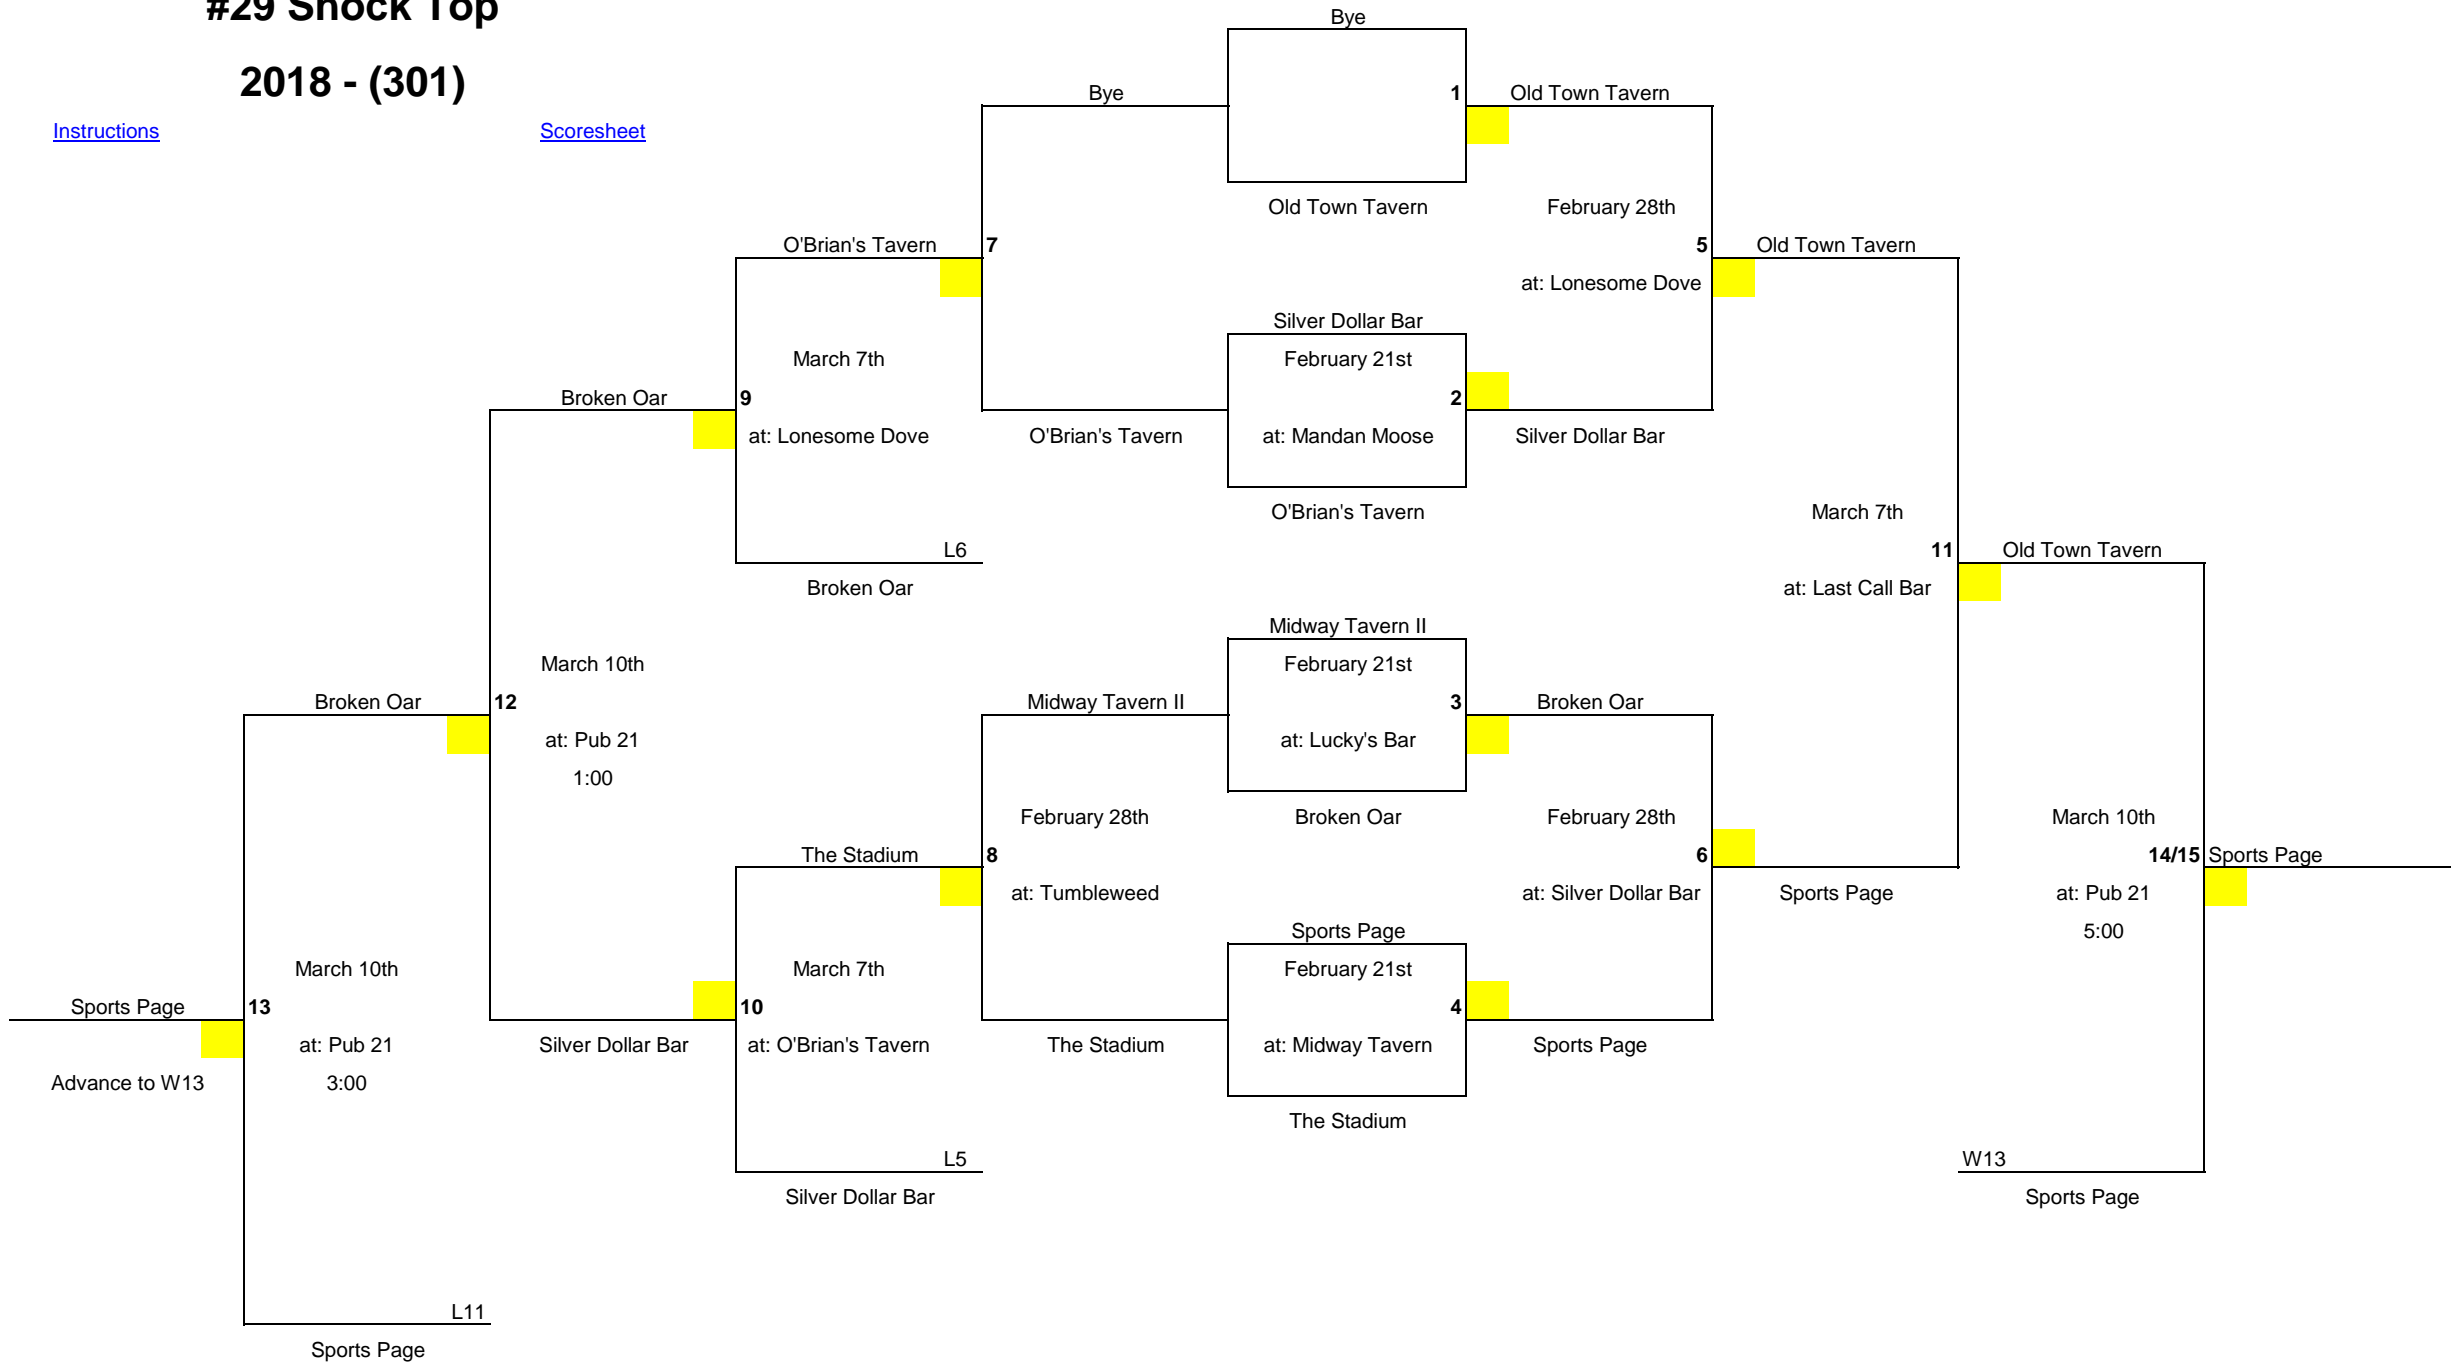 #29 Shock Top
Bye
2018 - (301)
Bye
1
Old Town Tavern
Instructions
Scoresheet
Old Town Tavern
February 28th
O'Brian's Tavern
7
5
Old Town Tavern
at: Lonesome Dove
Silver Dollar Bar
March 7th
February 21st
Broken Oar
9
2
at: Lonesome Dove
O'Brian's Tavern
at: Mandan Moose
Silver Dollar Bar
O'Brian's Tavern
March 7th
L6
11
Old Town Tavern
Broken Oar
at: Last Call Bar
Midway Tavern II
March 10th
February 21st
Broken Oar
12
Midway Tavern II
3
Broken Oar
at: Pub 21
at: Lucky's Bar
1:00
February 28th
Broken Oar
February 28th
March 10th
The Stadium
8
6
14/15
Sports Page
at: Tumbleweed
at: Silver Dollar Bar
Sports Page
at: Pub 21
Sports Page
5:00
March 10th
March 7th
February 21st
Sports Page
13
10
4
at: Pub 21
Silver Dollar Bar
at: O'Brian's Tavern
The Stadium
at: Midway Tavern
Sports Page
Advance to W13
3:00
The Stadium
L5
W13
Silver Dollar Bar
Sports Page
L11
Sports Page